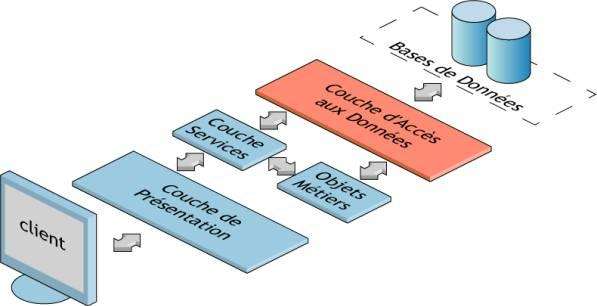 Bases de Données
Couche d'Accès
aux Données
Couche
Services
Objets
Métiers
Couche de
Présentation
client